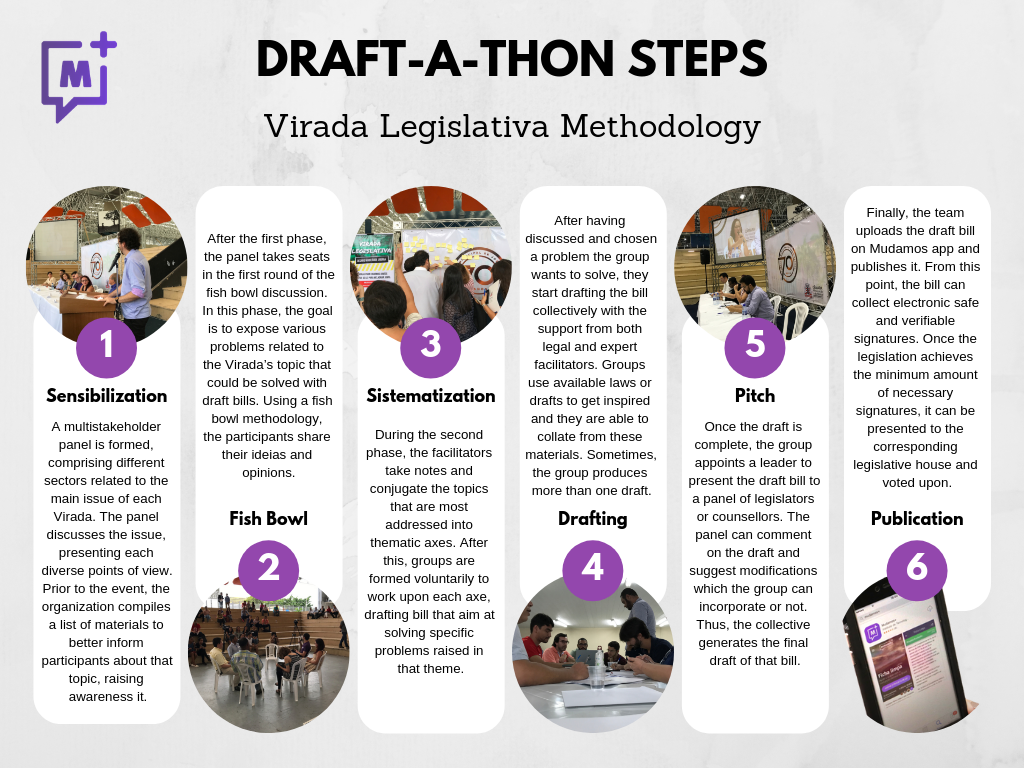 M
DRAFT-A-THON STEPS
Virada Legislativa Methodology
1
Sensibilization
A multistakeholder
panel is formed,
comprising different
sectors related to the
main issue of each
Virada. The panel
discusses the issue,
presenting each
diverse points of view.
Prior to the event, the
organization compiles
a list of materials to
better inform
participants about that
topic, raising
awareness it.
After the first phase,
the panel takes seats
in the first round of the
fish bowl discussion.
In this phase, the goal
is to expose various
problems related to
the Virada's topic that
could be solved with
draft bills. Using a fish
bowl methodology,
the participants share
their ideias and
opinions.
Fish Bowl
2
VIRADA
LEGISLATIVA
3
Sistematization
During the second
phase, the facilitators
take notes and
conjugate the topics
that are most
addressed into
thematic axes. After
this, groups are
formed voluntarily to
work upon each axe,
drafting bill that aim at
solving specific
problems raised in
that theme.
After having
discussed and chosen
a problem the group
wants to solve, they
start drafting the bill
collectively with the
support from both
legal and expert
facilitators. Groups
use available laws or
drafts to get inspired
and they are able to
collate from these
materials. Sometimes,
the group produces
more than one draft.
Drafting
4
70
5
Pitch
Once the draft is
complete, the group
appoints a leader to
present the draft bill to
a panel of legislators
or counsellors. The
panel can comment
on the draft and
suggest modifications
which the group can
incorporate or not.
Thus, the collective
generates the final
draft of that bill.
Finally, the team
uploads the draft bill
on Mudamos app and
publishes it. From this
point, the bill can
collect electronic safe
and verifiable
signatures. Once the
legislation achieves
the minimum amount
of necessary
signatures, it can be
presented to the
corresponding
legislative house and
voted upon.
Publication
6
Ficha limpa